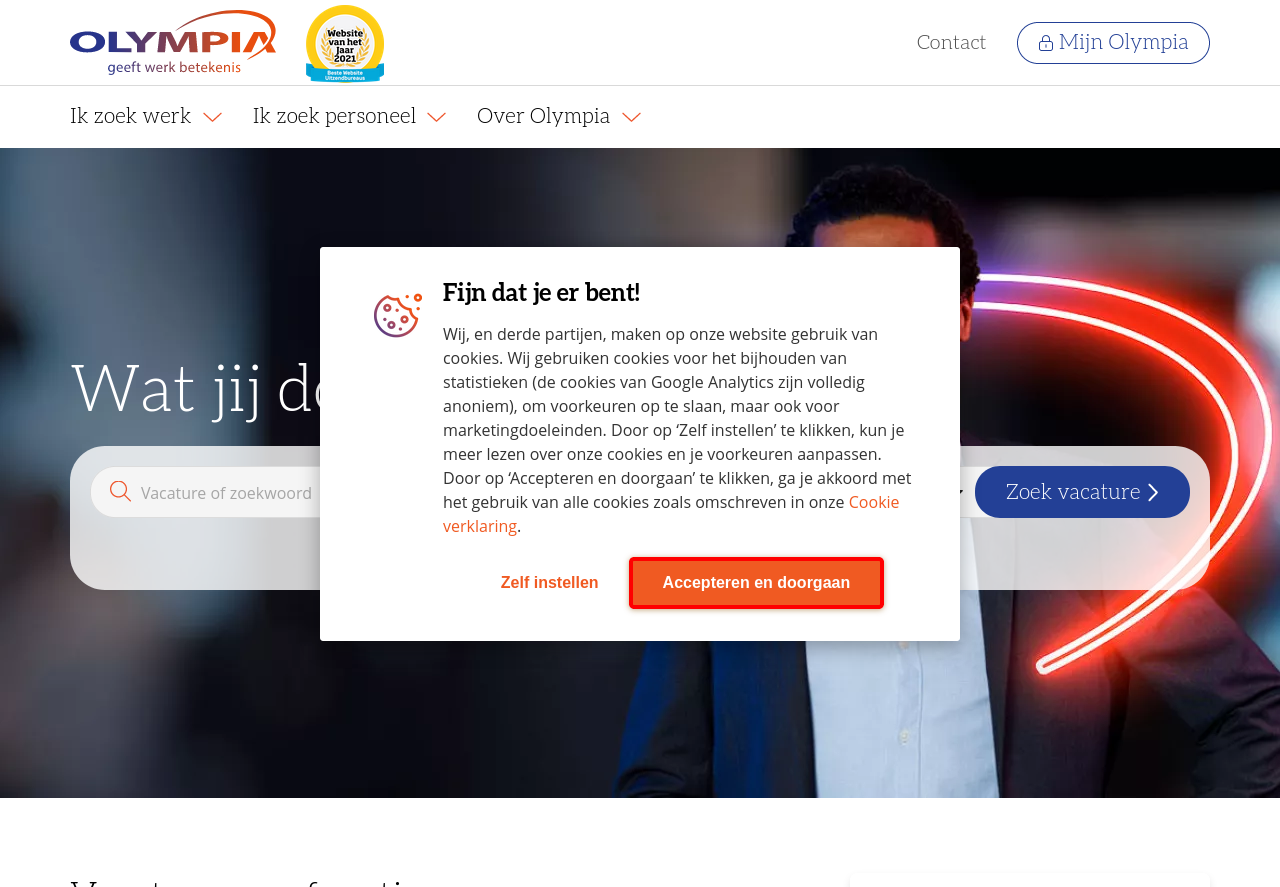 OLYMPIA
geeft werk betekenis
Website
van het
Jaar
2021
Beste Website
Uitzendbureaus
Contact
Mijn Olympia
Ik zoek werk
Ik zoek personeel
Over Olympia
Fijn dat je er bent!
Wij, en derde partijen, maken op onze website gebruik van
cookies. Wij gebruiken cookies voor het bijhouden van
statistieken (de cookies van Google Analytics zijn volledig
anoniem), om voorkeuren op te slaan, maar ook voor
marketingdoeleinden. Door op ‘Zelf instellen’ te klikken, kun je
meer lezen over onze cookies en je voorkeuren aanpassen.
Door op ‘Accepteren en doorgaan’ te klikken, ga je akkoord met
het gebruik van alle cookies zoals omschreven in onze Cookie
verklaring.
Zelf instellen
Accepteren en doorgaan
Wat jij
Vacature of zoekwoord
Zoek vacature